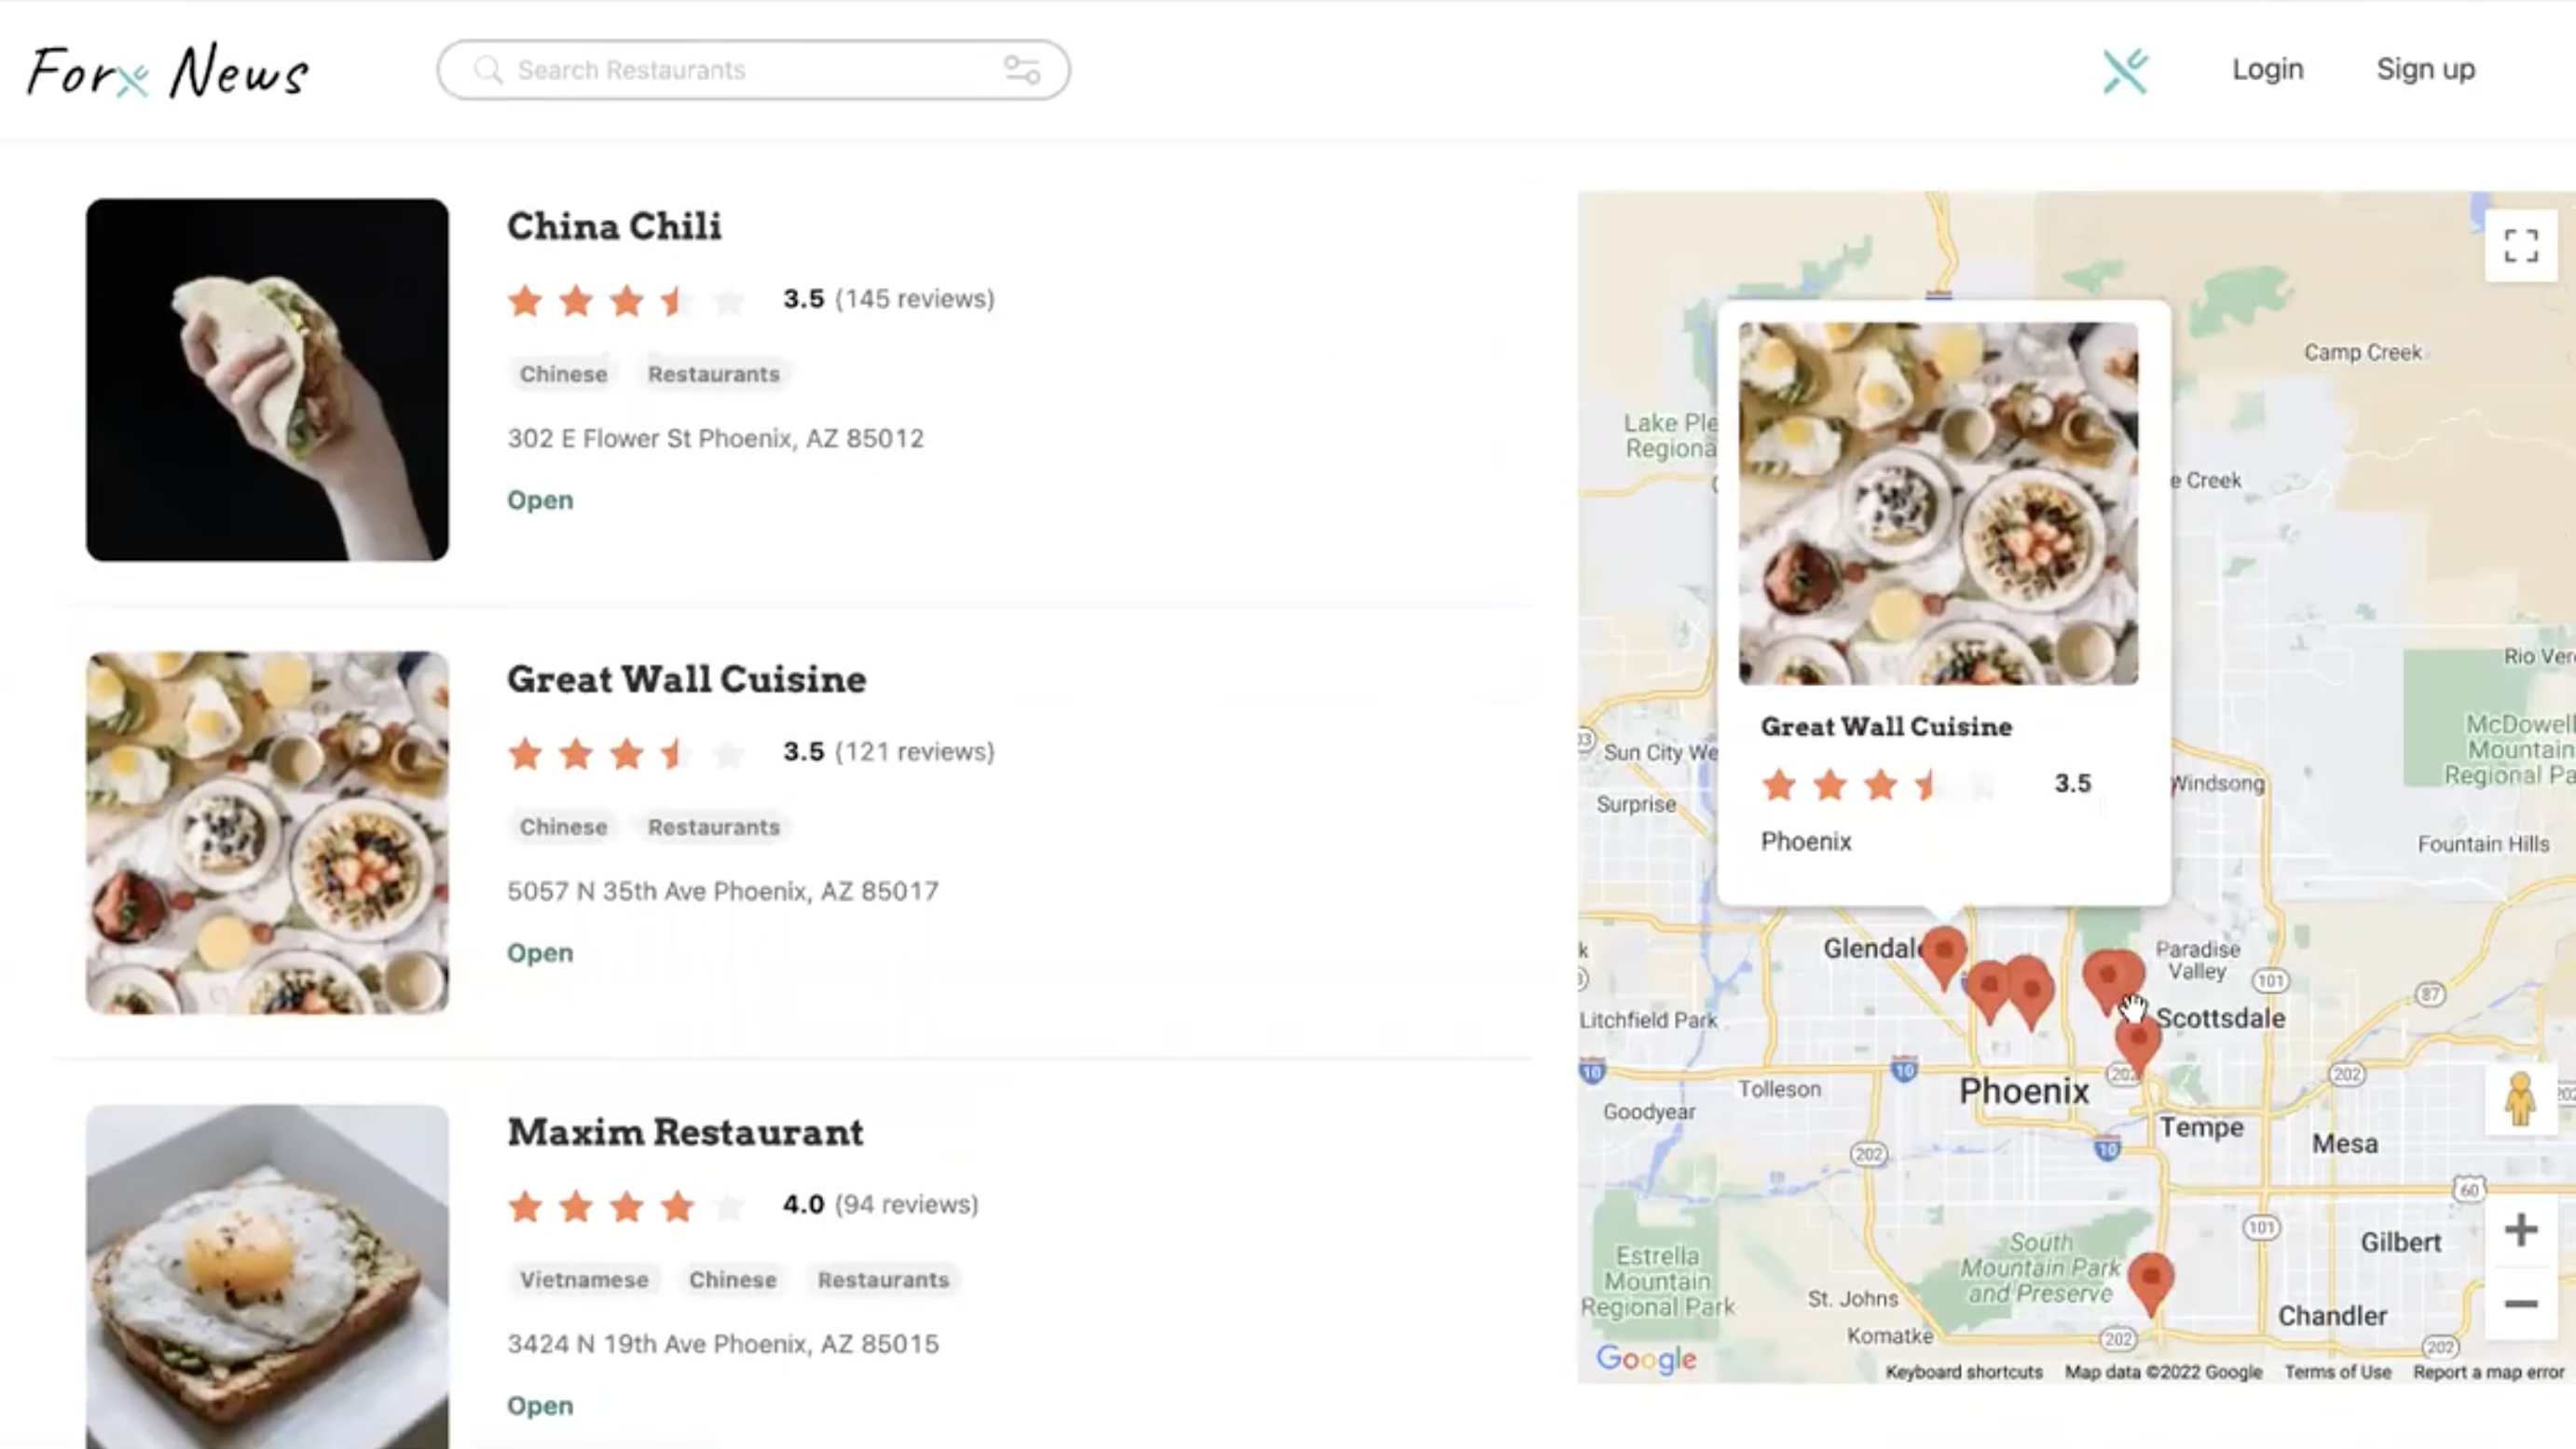 Forx News
Search Restaurants
Login
Sign up
China Chili
3.5 (145 reviews)
Chinese
Restaurants
302 E Flower St Phoenix, AZ 85012
Open
Great Wall Cuisine
3.5 (121 reviews)
Chinese
Restaurants
5057 N 35th Ave Phoenix, AZ 85017
Open
Maxim Restaurant
4.0 (94 reviews)
Vietnamese
Chinese
Restaurants
3424 N 19th Ave Phoenix, AZ 85015
Open
Camp Creek
Lake Ple
Regiona
e Creek
Rio Ver
McDowell
Mountain
Regional Pa
Great Wall Cuisine
3.5
Phoenix
Sun City We
Surprise
Windsong
Fountain Hills
Glendale
Paradise
Valley
101
87
Litchfield Park
Scottsdale
10
10
202
202
Tolleson
Phoenix
Goodyear
Tempe
Mesa
202
10
60
101
Gilbert
Estrella
Mountain
Regional Park
South
Mountain Park
and Preserve
St. Johns
Chandler
Komatke
202
202
Google
Keyboard shortcuts
Map data ©2022 Google
Terms of Use
Report a map error